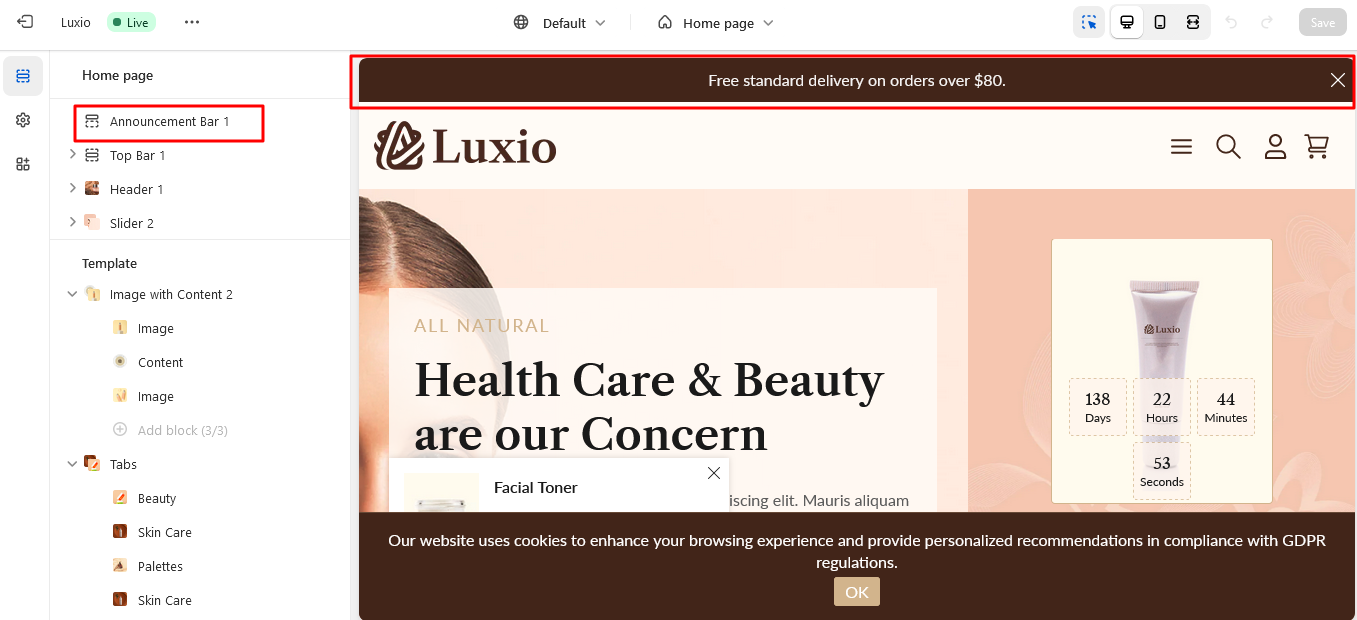 Luxio
Live
Default
Home page
Save
Home page
Announcement Bar 1
Top Bar 1
Header 1
Slider 2
Template
Image with Content 2
Image
Content
Image
Add block (3/3)
Tabs
Beauty
Skin Care
Palettes
Skin Care
Free standard delivery on orders over $80.
Luxio
ALL NATURAL
Health Care & Beauty
are our Concern
iscing elit. Mauris aliquam
Facial Toner
Luxio
138
Days
22
Hours
44
Minutes
53
Seconds
Our website uses cookies to enhance your browsing experience and provide personalized recommendations in compliance with GDPR
regulations.
OK